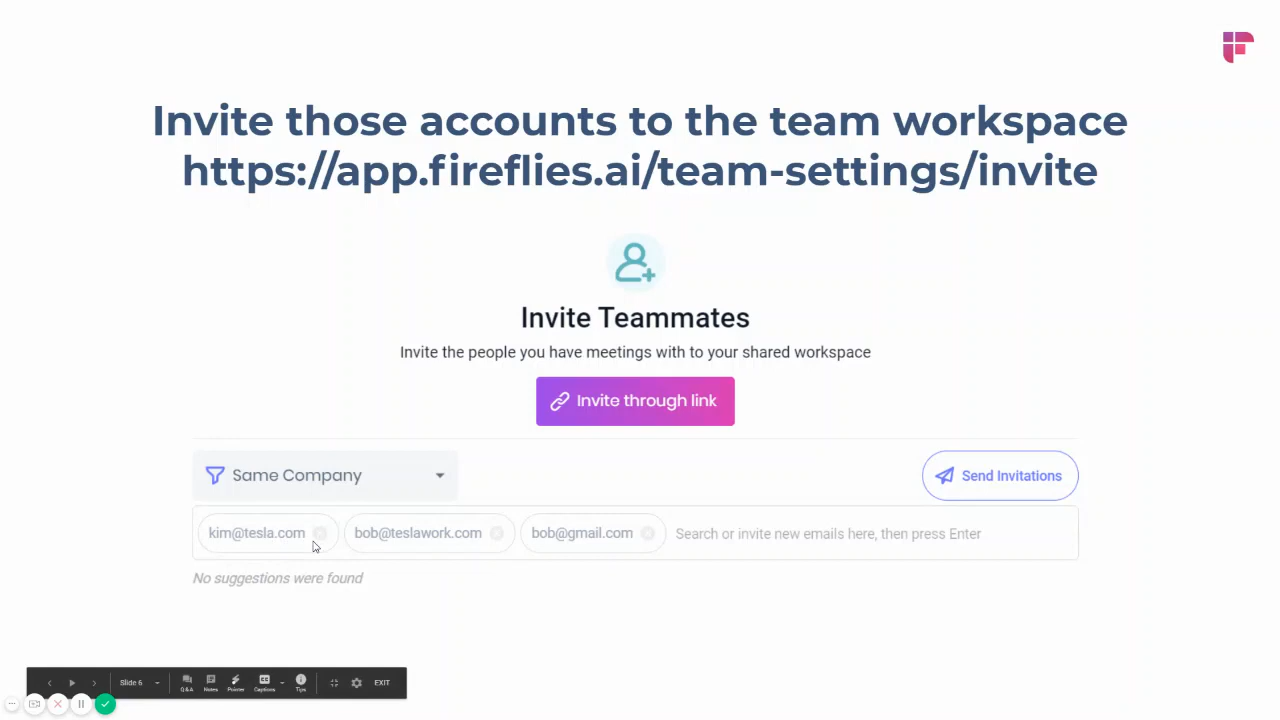 Invite those accounts to the team workspace
https://app.fireflies.ai/team-settings/invite
Invite Teammates
Invite the people you have meetings with to your shared workspace
Invite through link
Same Company
Send Invitations
kim@tesla.com bob@teslawork.com bob@gmail.com Search or invite new emails here, then press Enter
No suggestions were found
Slide 6 Q&A Notes Pointer Captions Tips EXIT